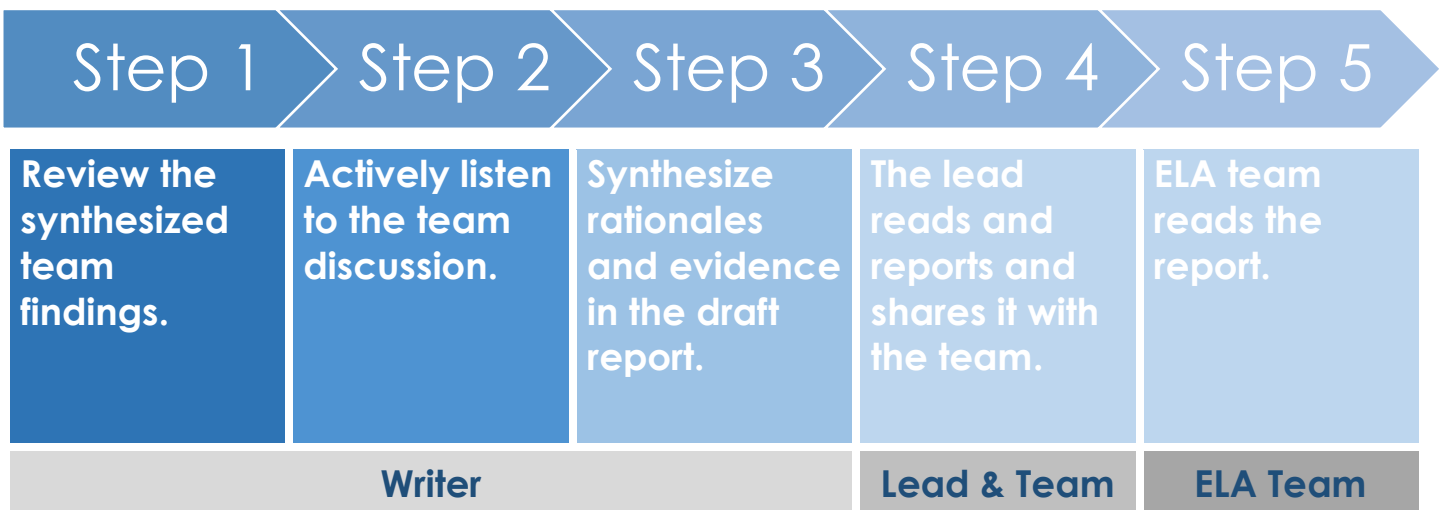 Step 1
Step 2
Step 3
Step 4
Step 5
Review the
synthesized
team
findings.
Actively listen
to the team
discussion.
Synthesize
rationales
and evidence
in the draft
report.
The lead
reads and
reports and
shares it with
the team.
ELA team
reads the
report.
Writer
Lead & Team
ELA Team